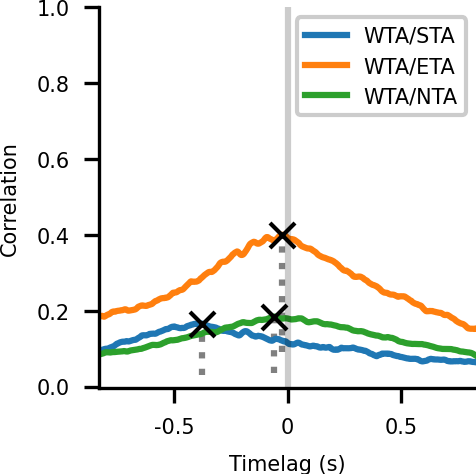 1.0
0.8
0.6
0.4
0.2
0.0
Correlation
WTA/STA
WTA/ETA
WTA/NTA
-0.5 0 0.5
Timelag (s)